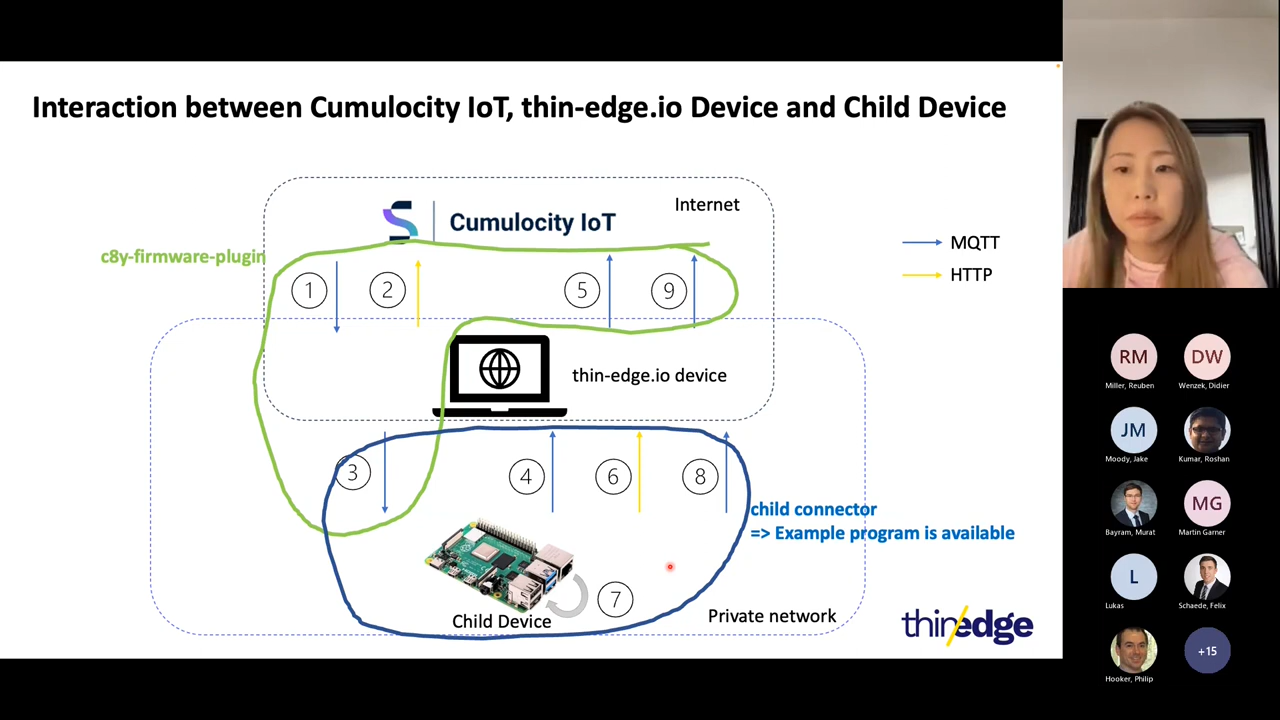 Interaction between Cumulocity IoT, thin-edge.io Device and Child Device
Internet
Cumulocity IoT
c8y-firmware-plugin
MQTT
HTTP
1
2
5
9
thin-edge.io device
3
4
6
8
child connector
=> Example program is available
7
Child Device
Private network
thin/edge
RM
Miller, Reuben
DW
Wenzek, Didier
JM
Moody, Jake
Kumar, Roshan
Bayram, Murat
MG
Martin Garner
L
Lukas
Schaede, Felix
Hooker, Philip
+15